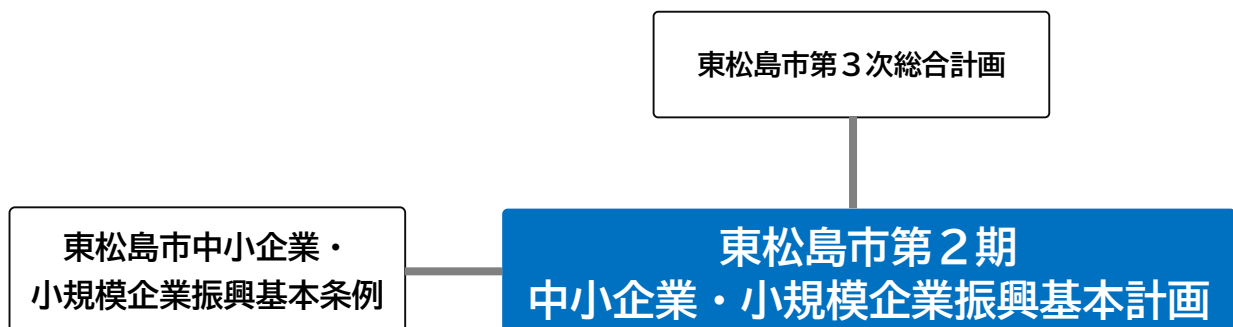 東松島市第３次総合計画
東松島市中小企業・
小規模企業振興基本条例
東松島市第２期
中小企業・小規模企業振興基本計画